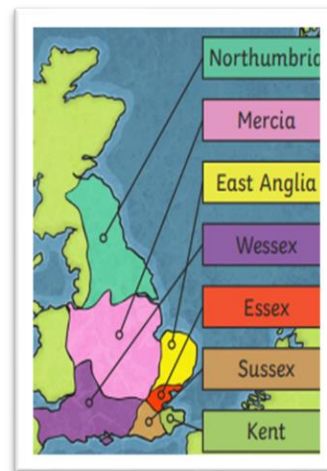 Northumbria
Mercia
East Anglia
Wessex
Essex
Sussex
Kent